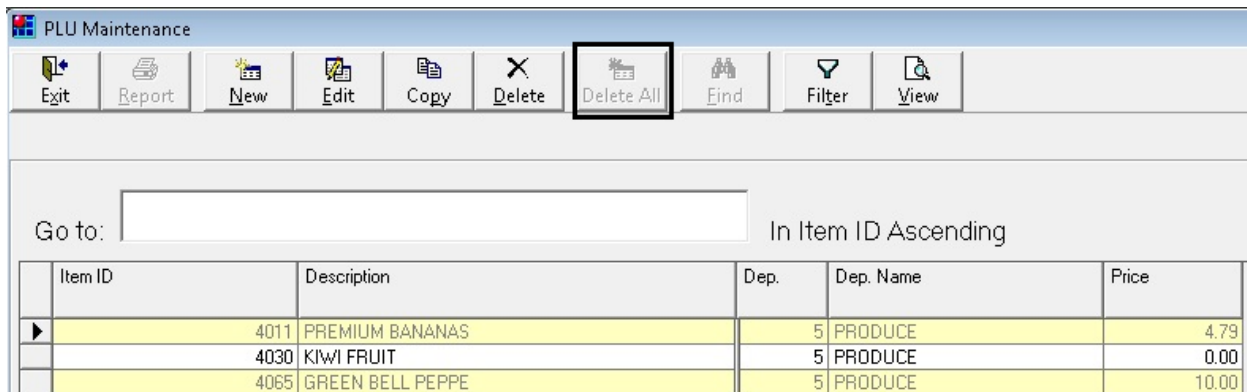 PLU Maintenance
Exit Report New Edit Copy Delete Delete All Find Filter View
Go to: In Item ID Ascending
Item ID Description Dep. Dep. Name Price
4011 PREMIUM BANANAS 5 PRODUCE 4.79
4030 KIWI FRUIT 5 PRODUCE 0.00
4065 GREEN BELL PEPPE 5 PRODUCE 10.00